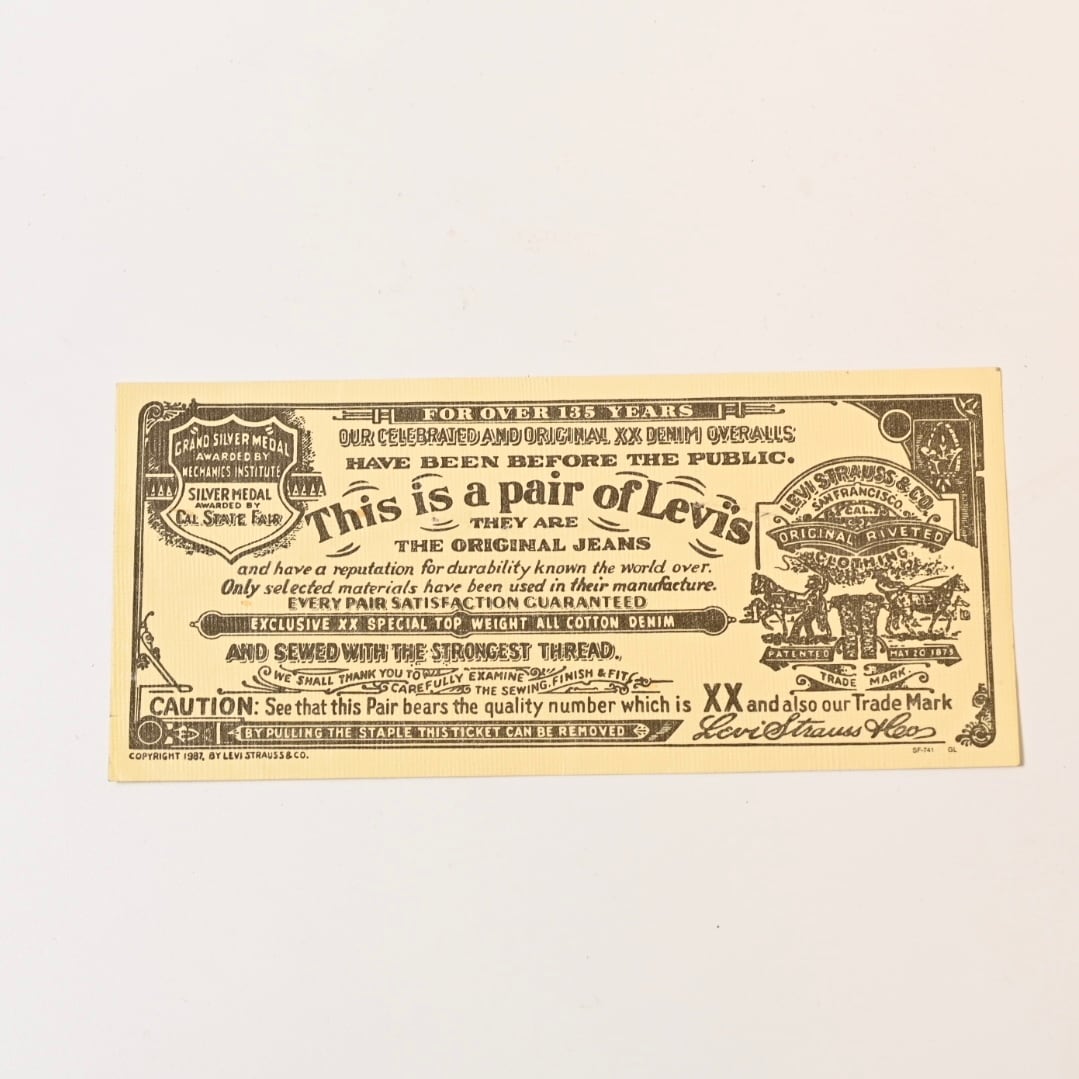 FOR OVER 135 YEARS
OUR CELEBRATED AND ORIGINAL XX DENIM OVERALLS
HAVE BEEN BEFORE THE PUBLIC.
This is a pair of Levi's
THEY ARE
THE ORIGINAL JEANS
and have a reputation for durability known the world over.
Only selected materials have been used in their manufacture.
EVERY PAIR SATISFACTION GUARANTEED
EXCLUSIVE XX SPECIAL TOP WEIGHT ALL COTTON DENIM
AND SEWED WITH THE STRONGEST THREAD.
WE SHALL THANK YOU TO
CAREFULLY EXAMINE
THE SEWING, FINISH & FIT
CAUTION: See that this Pair bears the quality number which is XX and also our Trade Mark
BY PULLING THE STAPLE THIS TICKET CAN BE REMOVED
Levi Strauss & Co
COPYRIGHT 1987, BY LEVI STRAUSS & CO.
SF-741 GL
GRAND SILVER MEDAL
AWARDED BY
MECHANICS INSTITUTE
SILVER MEDAL
AWARDED BY
CAL STATE FAIR
LEVI STRAUSS & CO.
SAN FRANCISCO,
CAL.
ORIGINAL RIVETED
CLOTHING
PATENTED MAY 20 1873
TRADE MARK